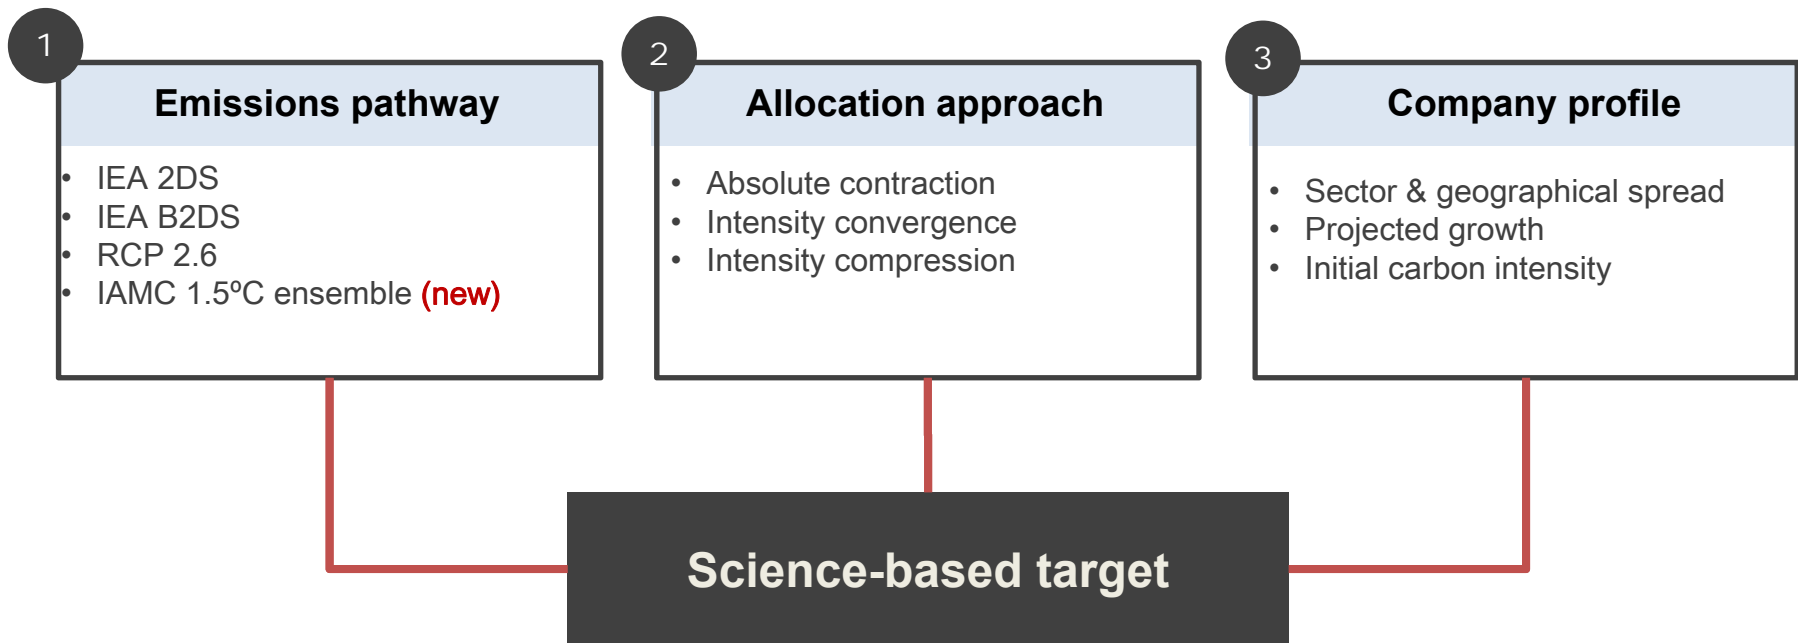 1
Emissions pathway
• IEA 2DS
• IEA B2DS
• RCP 2.6
• IAMC 1.5ºC ensemble (new)
2
Allocation approach
• Absolute contraction
• Intensity convergence
• Intensity compression
3
Company profile
• Sector & geographical spread
• Projected growth
• Initial carbon intensity
Science-based target